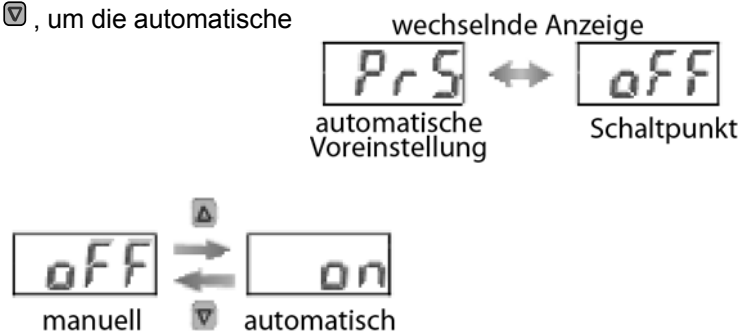 , um die automatische
wechselnde Anzeige
PrS oFF
automatische
Voreinstellung
Schaltpunkt
oFF on
manuell automatisch